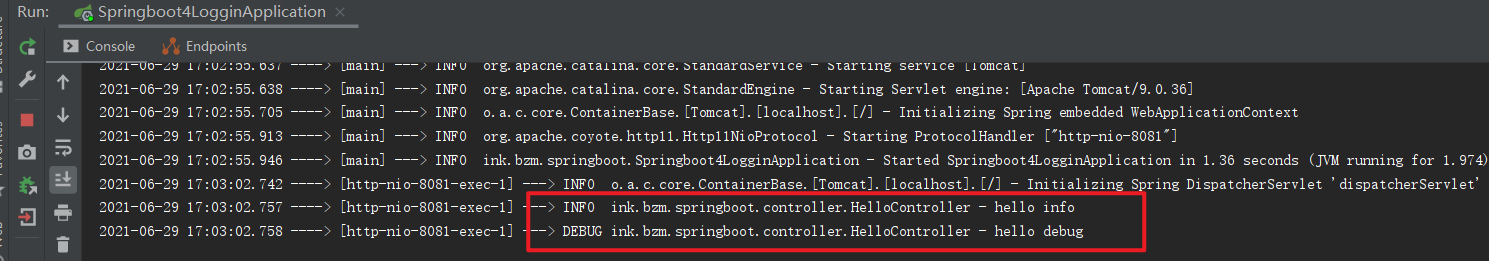 Run: Springboot4LogginApplication ×
Console Endpoints
2021-06-29 17:02:55.637 ----> [main] ---> INFO  org.apache.catalina.core.StandardService - Starting service [Tomcat]
2021-06-29 17:02:55.638 ----> [main] ---> INFO  org.apache.catalina.core.StandardEngine - Starting Servlet engine: [Apache Tomcat/9.0.36]
2021-06-29 17:02:55.705 ----> [main] ---> INFO  o.a.c.core.ContainerBase.[Tomcat].[localhost].[/] - Initializing Spring embedded WebApplicationContext
2021-06-29 17:02:55.913 ----> [main] ---> INFO  org.apache.coyote.http11.Http11NioProtocol - Starting ProtocolHandler ["http-nio-8081"]
2021-06-29 17:02:55.946 ----> [main] ---> INFO  ink.bzm.springboot.Springboot4LogginApplication - Started Springboot4LogginApplication in 1.36 seconds (JVM running for 1.974)
2021-06-29 17:03:02.742 ----> [http-nio-8081-exec-1] ---> INFO  o.a.c.core.ContainerBase.[Tomcat].[localhost].[/] - Initializing Spring DispatcherServlet 'dispatcherServlet'
2021-06-29 17:03:02.757 ----> [http-nio-8081-exec-1] ---> INFO  ink.bzm.springboot.controller.HelloController - hello info
2021-06-29 17:03:02.758 ----> [http-nio-8081-exec-1] ---> DEBUG ink.bzm.springboot.controller.HelloController - hello debug